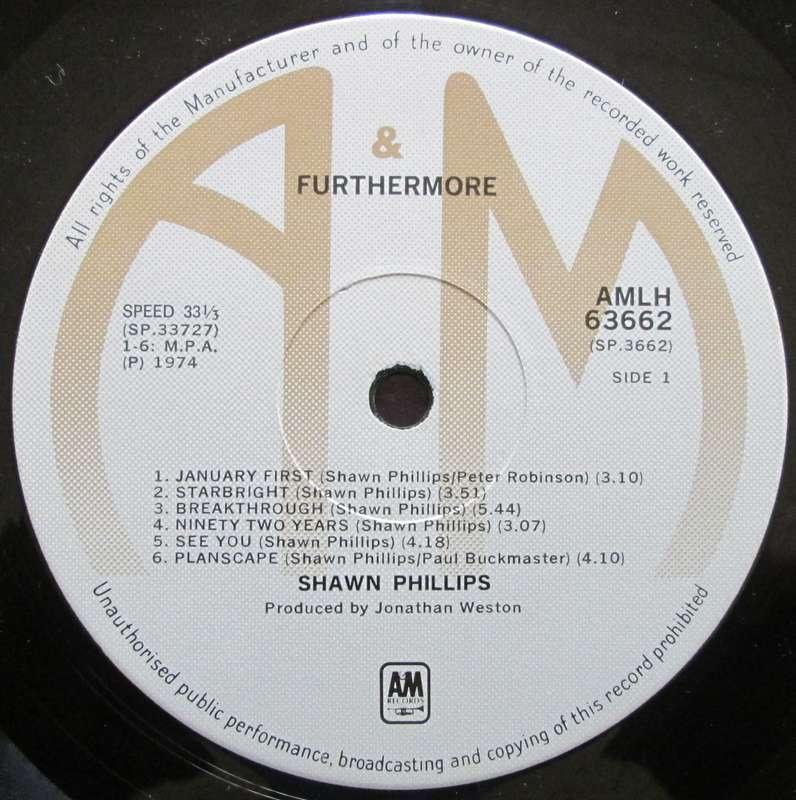 All rights of the Manufacturer and of the owner of the recorded work reserved
A&M
FURTHERMORE
SPEED 33⅓
(SP.33727)
1-6: M.P.A.
(P) 1974
AMLH
63662
(SP.3662)
SIDE 1
1. JANUARY FIRST (Shawn Phillips/Peter Robinson) (3.10)
2. STARBRIGHT (Shawn Phillips) (3.51)
3. BREAKTHROUGH (Shawn Phillips) (5.44)
4. NINETY TWO YEARS (Shawn Phillips) (3.07)
5. SEE YOU (Shawn Phillips) (4.18)
6. PLANSCAPE (Shawn Phillips/Paul Buckmaster) (4.10)
SHAWN PHILLIPS
Produced by Jonathan Weston
A&M
RECORDS
Unauthorised public performance, broadcasting and copying of this record prohibited